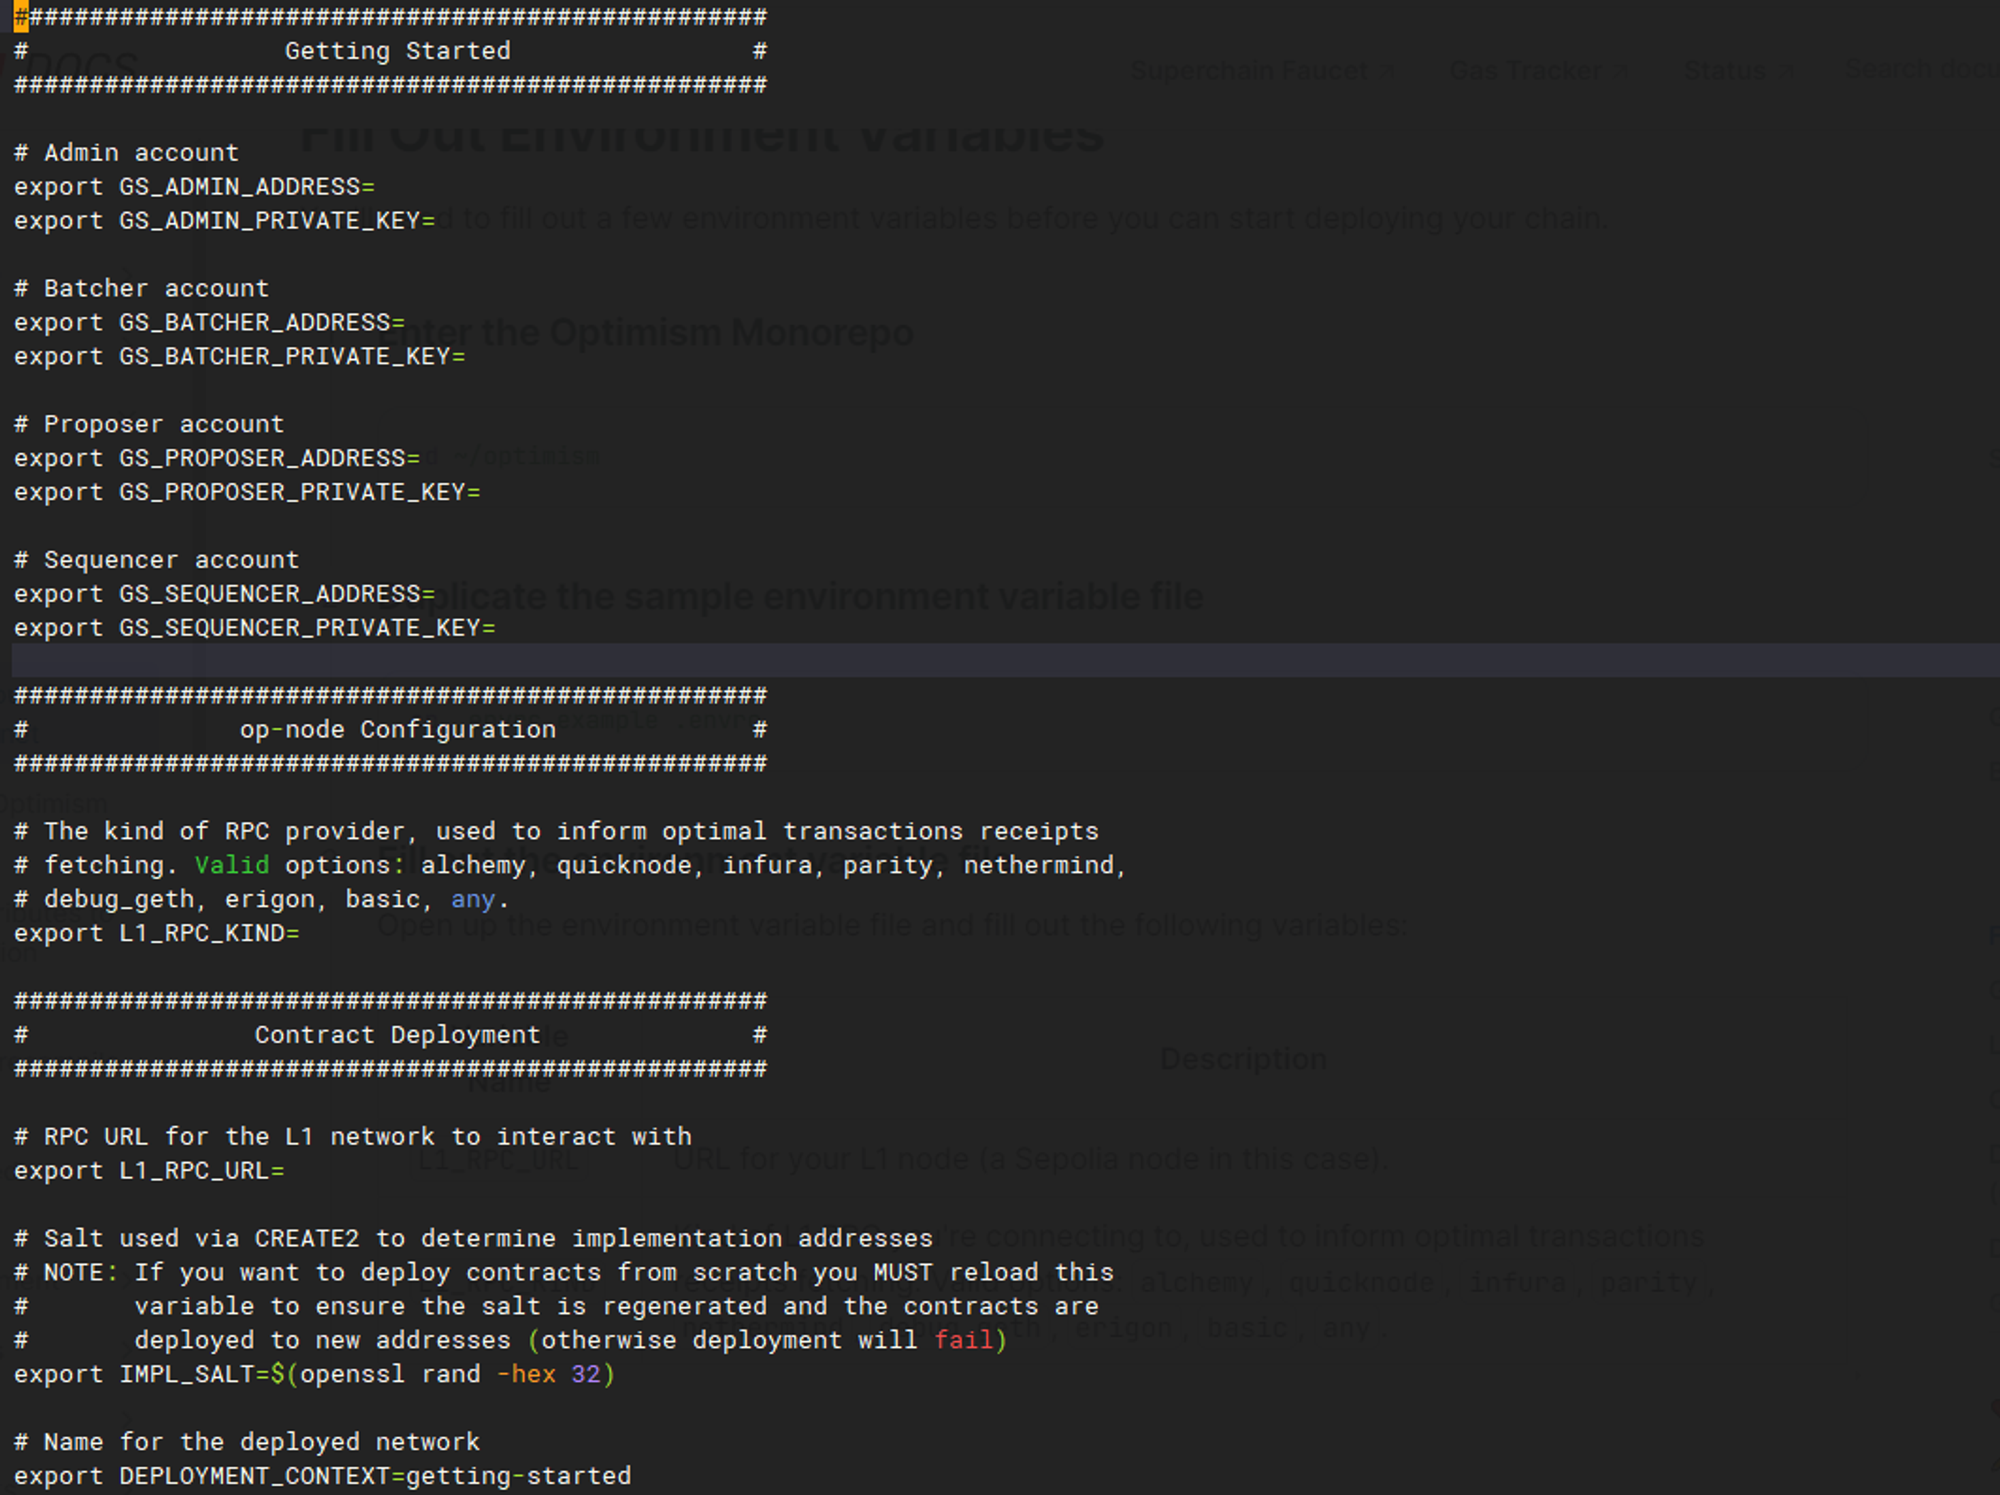 ##################################################
#                 Getting Started                #
##################################################

# Admin account
export GS_ADMIN_ADDRESS=
export GS_ADMIN_PRIVATE_KEY=

# Batcher account
export GS_BATCHER_ADDRESS=
export GS_BATCHER_PRIVATE_KEY=

# Proposer account
export GS_PROPOSER_ADDRESS=
export GS_PROPOSER_PRIVATE_KEY=

# Sequencer account
export GS_SEQUENCER_ADDRESS=
export GS_SEQUENCER_PRIVATE_KEY=

##################################################
#              op-node Configuration             #
##################################################

# The kind of RPC provider, used to inform optimal transactions receipts
# fetching. Valid options: alchemy, quicknode, infura, parity, nethermind,
# debug_geth, erigon, basic, any.
export L1_RPC_KIND=

##################################################
#               Contract Deployment              #
##################################################

# RPC URL for the L1 network to interact with
export L1_RPC_URL=

# Salt used via CREATE2 to determine implementation addresses
# NOTE: If you want to deploy contracts from scratch you MUST reload this
#       variable to ensure the salt is regenerated and the contracts are
#       deployed to new addresses (otherwise deployment will fail)
export IMPL_SALT=$(openssl rand -hex 32)

# Name for the deployed network
export DEPLOYMENT_CONTEXT=getting-started